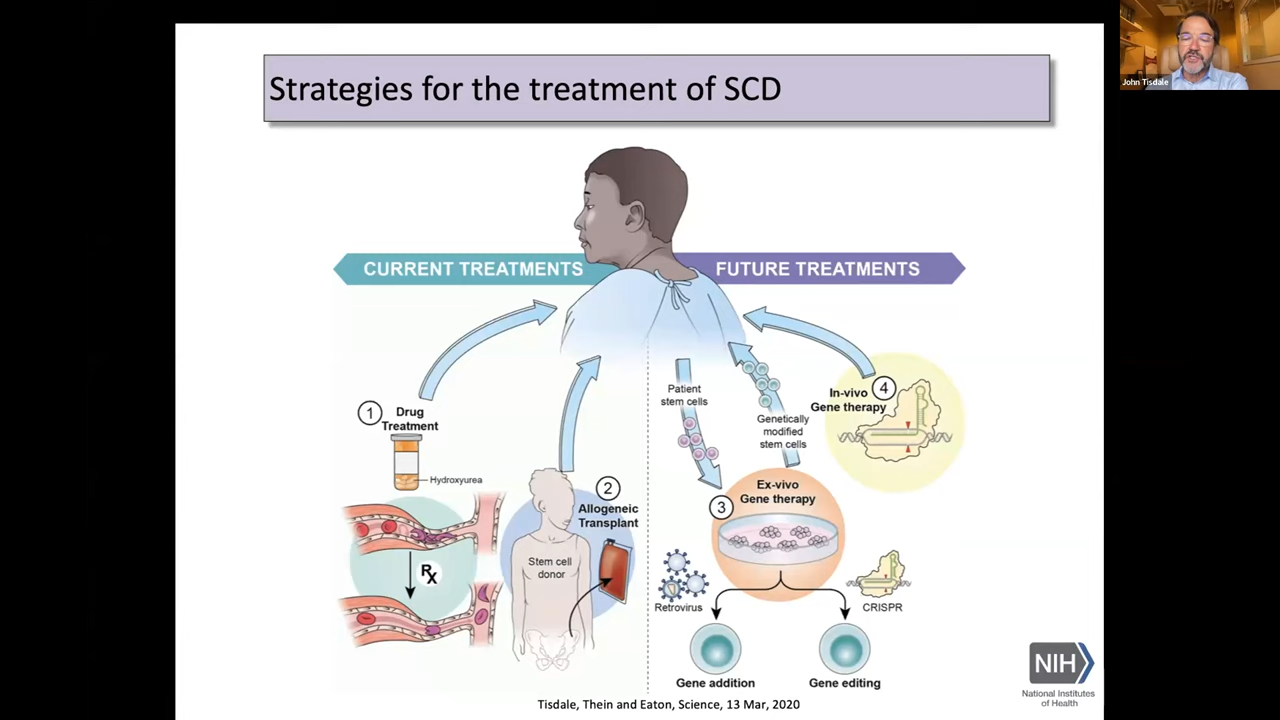 John Tisdale
Strategies for the treatment of SCD
CURRENT TREATMENTS
FUTURE TREATMENTS
1
Drug
Treatment
Hydroxyurea
Rx
2
Allogeneic
Transplant
Stem cell
donor
Patient
stem cells
Genetically
modified
stem cells
4
In-vivo
Gene therapy
3
Ex-vivo
Gene therapy
Retrovirus
CRISPR
Gene addition
Gene editing
Tisdale, Thein and Eaton, Science, 13 Mar, 2020
NIH
National Institutes
of Health